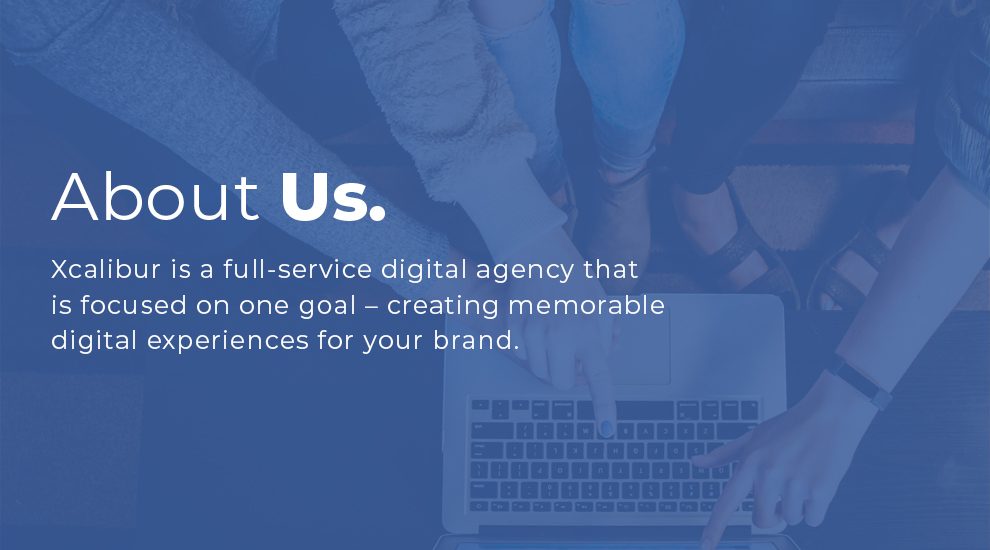 About Us.
Xcalibur is a full-service digital agency that
is focused on one goal – creating memorable
digital experiences for your brand.